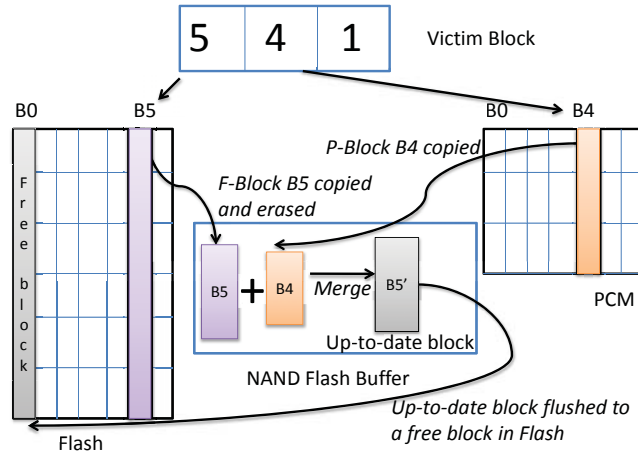 5 4 1
Victim Block
B0
B5
B0
B4
P-Block B4 copied
F-Block B5 copied
and erased
Free block
B5
+
B4
Merge
B5’
Up-to-date block
PCM
NAND Flash Buffer
Up-to-date block flushed to
a free block in Flash
Flash